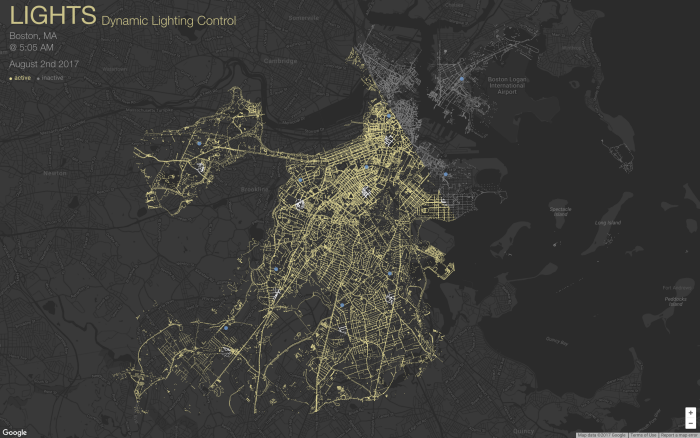 LIGHTS Dynamic Lighting Control
Boston, MA
@ 5:05 AM
August 2nd 2017
active inactive
Somerville
Chelsea
Cambridge
Boston Logan
International
Airport
Newton
Brookline
Spectacle
Island
Long Island
Peddocks
Island
Quincy
+
−
Google
Map data ©2017 Google Terms of Use Report a map error